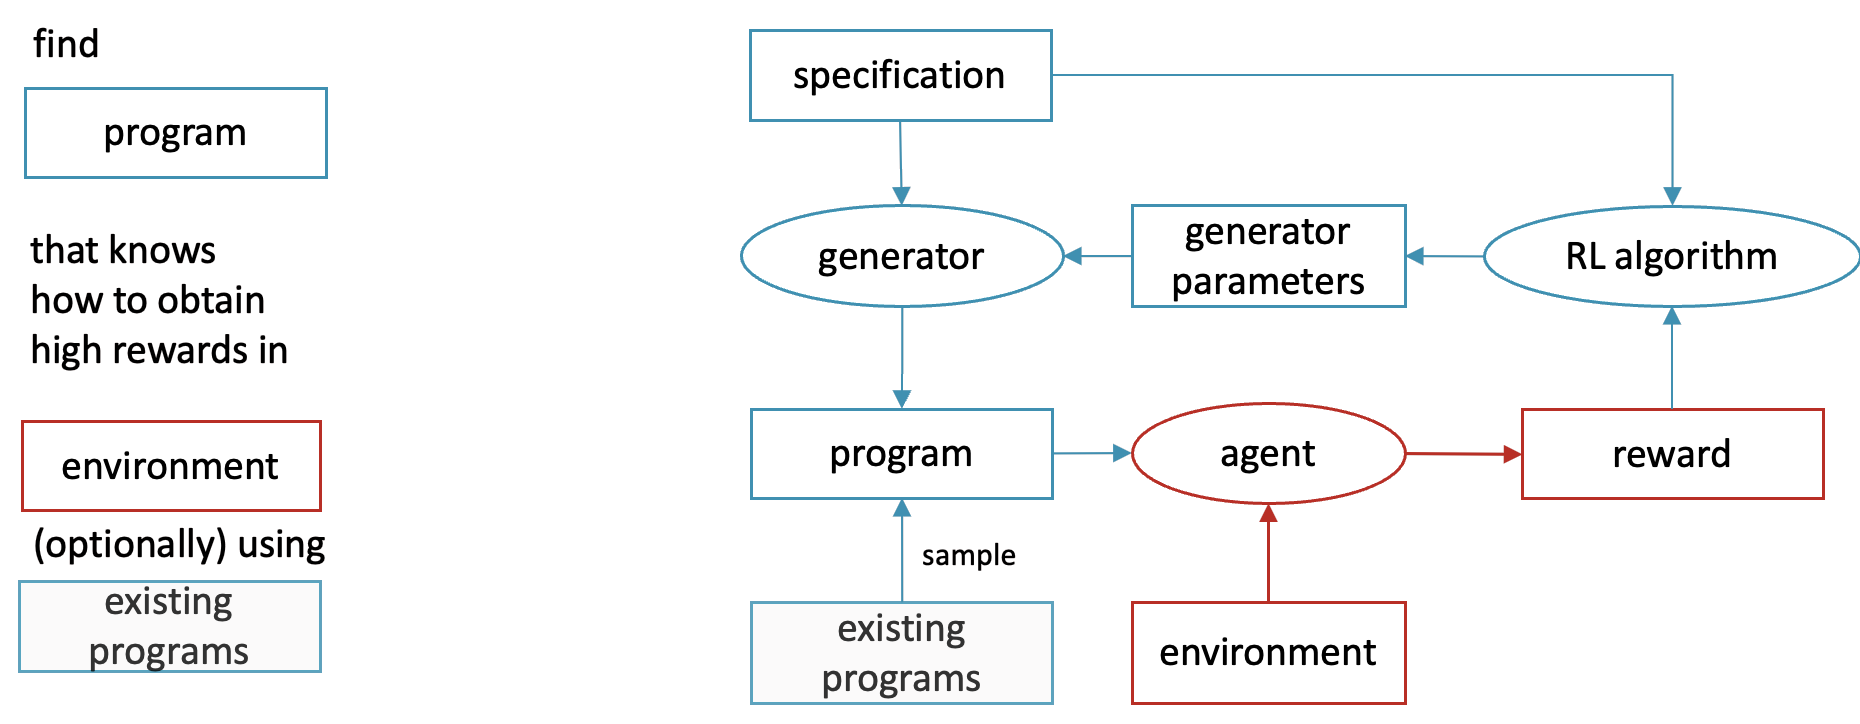 find
program
that knows
how to obtain
high rewards in
environment
(optionally) using
existing
programs
specification
generator
generator
parameters
RL algorithm
program
agent
reward
sample
existing
programs
environment